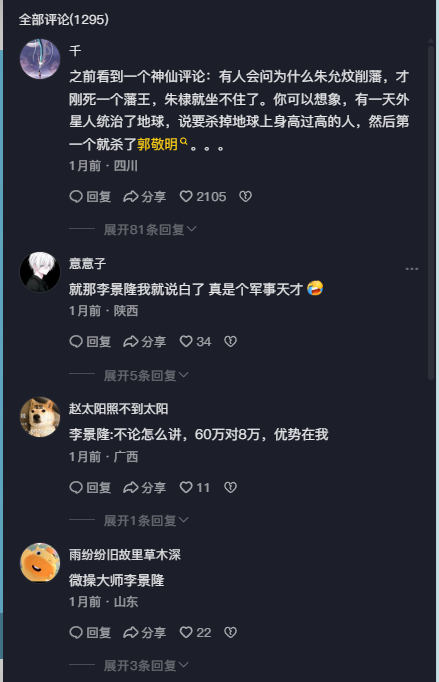 全部评论(1295)
千
之前看到一个神仙评论：有人会问为什么朱允炆削藩，才
刚死一个藩王，朱棣就坐不住了。你可以想象，有一天外
星人统治了地球，说要杀掉地球上身高过高的人，然后第
一个就杀了郭敬明。。。
1月前 · 四川
回复 分享 2105
展开81条回复
意意子
就那李景隆我就说白了 真是个军事天才 🤣
1月前 · 陕西
回复 分享 34
展开5条回复
赵太阳照不到太阳
李景隆:不论怎么讲，60万对8万，优势在我
1月前 · 广西
回复 分享 11
展开1条回复
雨纷纷旧故里草木深
微操大师李景隆
1月前 · 山东
回复 分享 22
展开3条回复